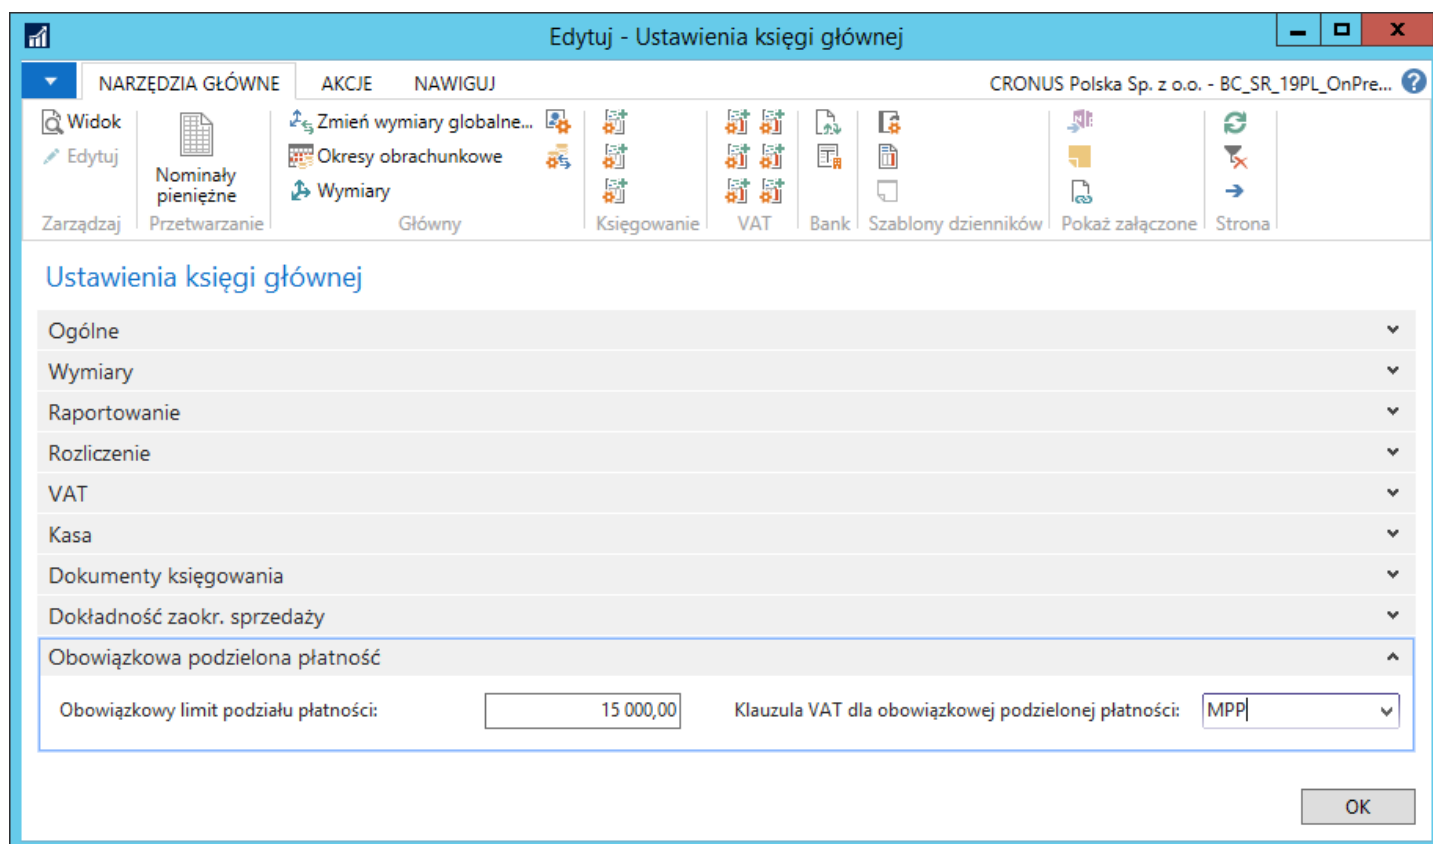 Edytuj - Ustawienia księgi głównej
NARZĘDZIA GŁÓWNE AKCJE NAWIGUJ CRONUS Polska Sp. z o.o. - BC_SR_19PL_OnPre...
Widok
Edytuj
Nominały
pieniężne
Zmień wymiary globalne...
Okresy obrachunkowe
Wymiary
Zarządzaj Przetwarzanie Główny Księgowanie VAT Bank Szablony dzienników Pokaż załączone Strona
Ustawienia księgi głównej
Ogólne
Wymiary
Raportowanie
Rozliczenie
VAT
Kasa
Dokumenty księgowania
Dokładność zaokr. sprzedaży
Obowiązkowa podzielona płatność
Obowiązkowy limit podziału płatności: 15 000,00 Klauzula VAT dla obowiązkowej podzielonej płatności: MPP
OK